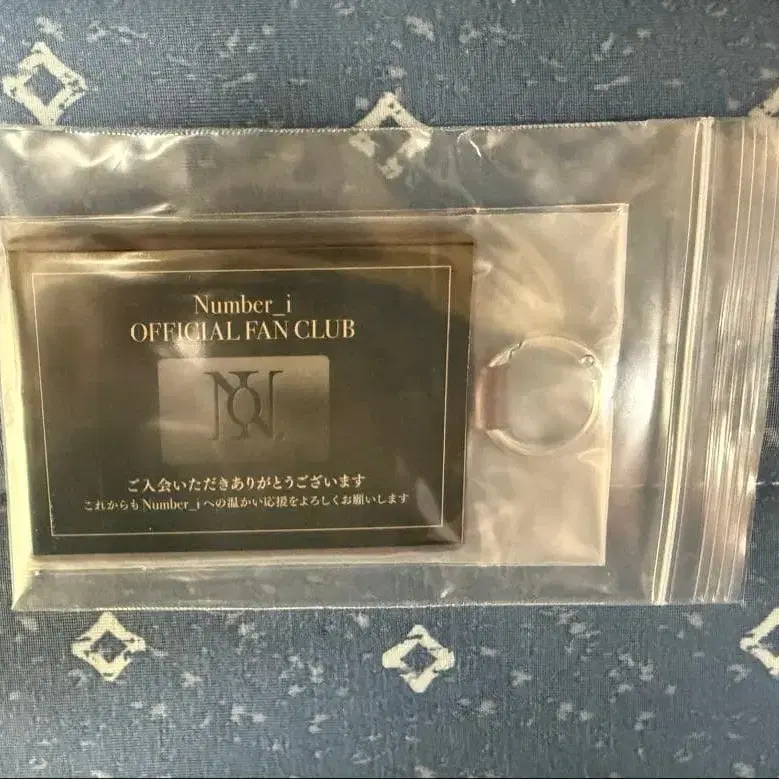 Number_i
OFFICIAL FAN CLUB
ご入会いただきありがとうございます
これからもNumber_iへの温かい応援をよろしくお願いします